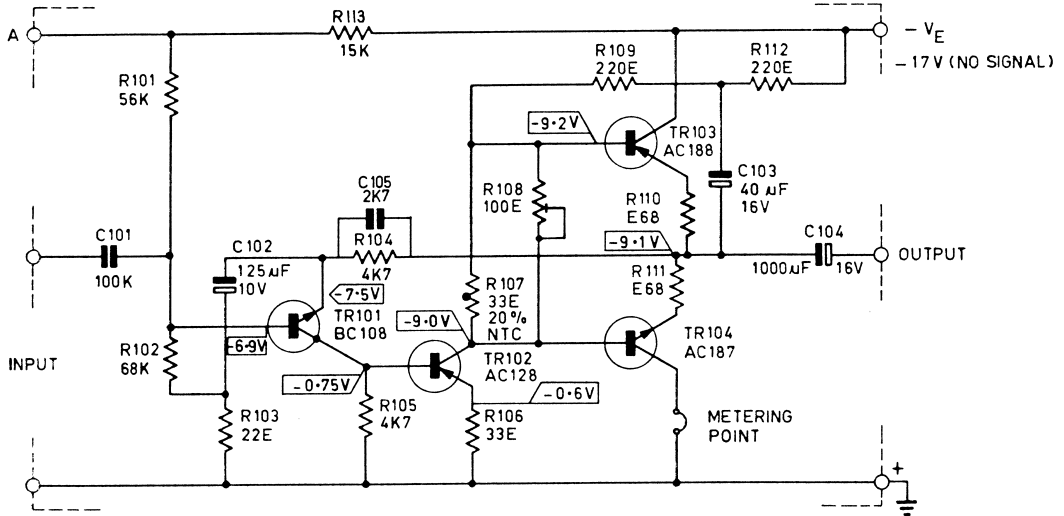 A
R113
15K
− VE
− 17V (NO SIGNAL)
R109
220E
R112
220E
R101
56K
−9·2V
TR103
AC188
C103
40 µF
16V
C105
2K7
R108
100E
R110
E68
C101
100K
C102
125µF
10V
R104
4K7
−9·1V
C104
1000µF
16V
OUTPUT
R107
33E
20%
NTC
R111
E68
−7·5V
TR101
BC108
−9·0V
−6·9V
TR104
AC187
INPUT
R102
68K
−0·75V
TR102
AC128
−0·6V
R103
22E
R105
4K7
R106
33E
METERING
POINT
+